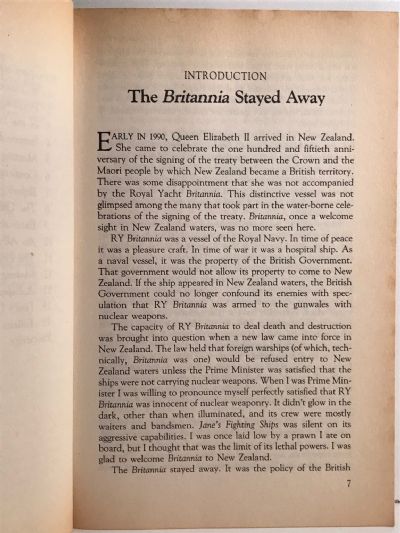 INTRODUCTION
The Britannia Stayed Away
EARLY IN 1990, Queen Elizabeth II arrived in New Zealand.
She came to celebrate the one hundred and fiftieth anni-
versary of the signing of the treaty between the Crown and the
Maori people by which New Zealand became a British territory.
There was some disappointment that she was not accompanied
by the Royal Yacht Britannia. This distinctive vessel was not
glimpsed among the many that took part in the water-borne cele-
brations of the signing of the treaty. Britannia, once a welcome
sight in New Zealand waters, was no more seen here.
RY Britannia was a vessel of the Royal Navy. In time of peace
it was a pleasure craft. In time of war it was a hospital ship. As
a naval vessel, it was the property of the British Government.
That government would not allow its property to come to New
Zealand. If the ship appeared in New Zealand waters, the British
Government could no longer confound its enemies with spec-
ulation that RY Britannia was armed to the gunwales with
nuclear weapons.
The capacity of RY Britannia to deal death and destruction
was brought into question when a new law came into force in
New Zealand. The law held that foreign warships (of which, tech-
nically, Britannia was one) would be refused entry to New
Zealand waters unless the Prime Minister was satisfied that the
ships were not carrying nuclear weapons. When I was Prime Min-
ister I was willing to pronounce myself perfectly satisfied that RY
Britannia was innocent of nuclear weaponry. It didn't glow in the
dark, other than when illuminated, and its crew were mostly
waiters and bandsmen. Jane's Fighting Ships was silent on its
aggressive capabilities. I was once laid low by a prawn I ate on
board, but I thought that was the limit of its lethal powers. I was
glad to welcome Britannia to New Zealand.
The Britannia stayed away. It was the policy of the British
7